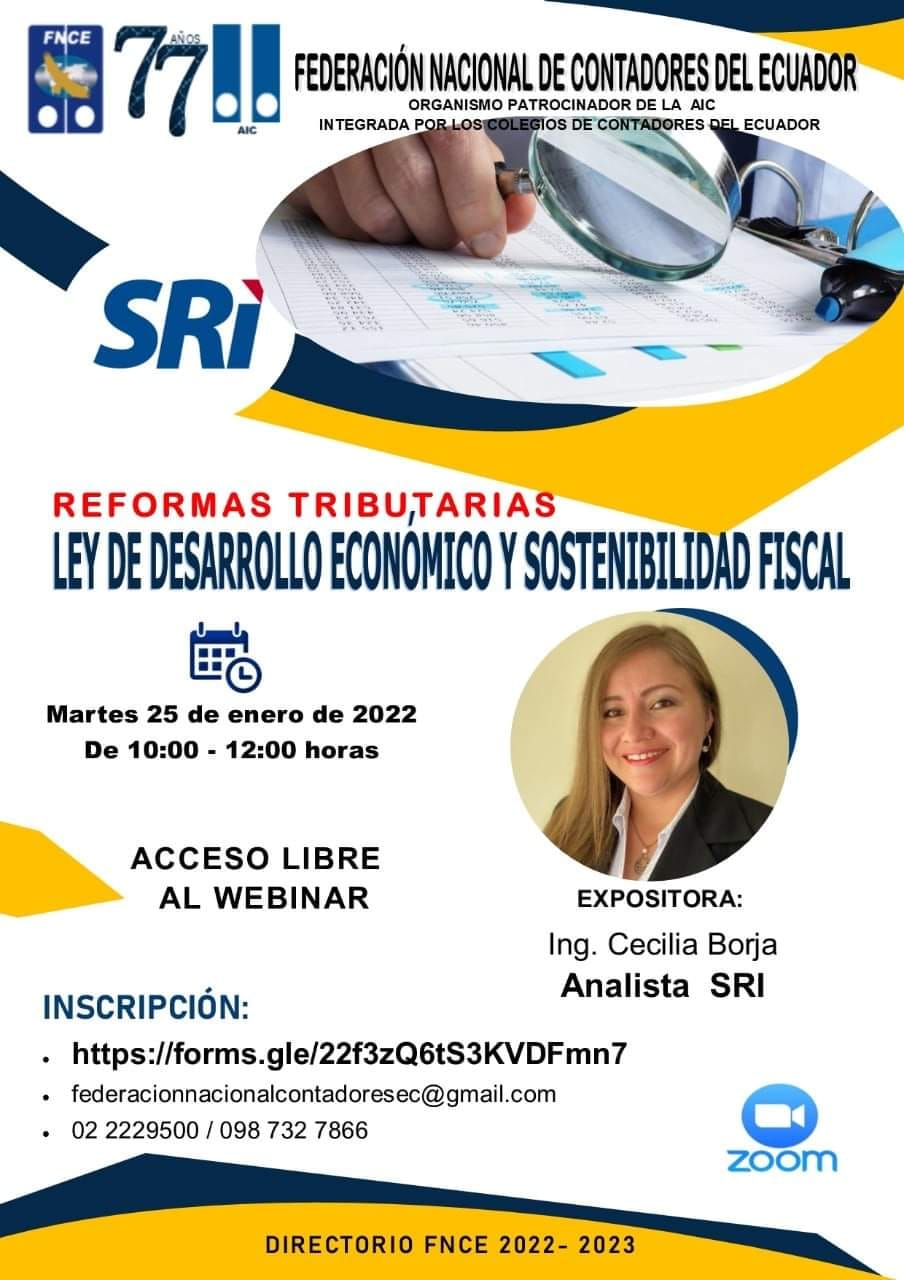 FNCE
77 AÑOS
AIC
FEDERACIÓN NACIONAL DE CONTADORES DEL ECUADOR
ORGANISMO PATROCINADOR DE LA AIC
INTEGRADA POR LOS COLEGIOS DE CONTADORES DEL ECUADOR
SRi
REFORMAS TRIBUTARIAS
LEY DE DESARROLLO ECONÓMICO Y SOSTENIBILIDAD FISCAL
Martes 25 de enero de 2022
De 10:00 - 12:00 horas
ACCESO LIBRE
AL WEBINAR
EXPOSITORA:
Ing. Cecilia Borja
Analista SRI
INSCRIPCIÓN:
• https://forms.gle/22f3zQ6tS3KVDFmn7
• federacionnacionalcontadoresec@gmail.com
• 02 2229500 / 098 732 7866
zoom
DIRECTORIO FNCE 2022- 2023